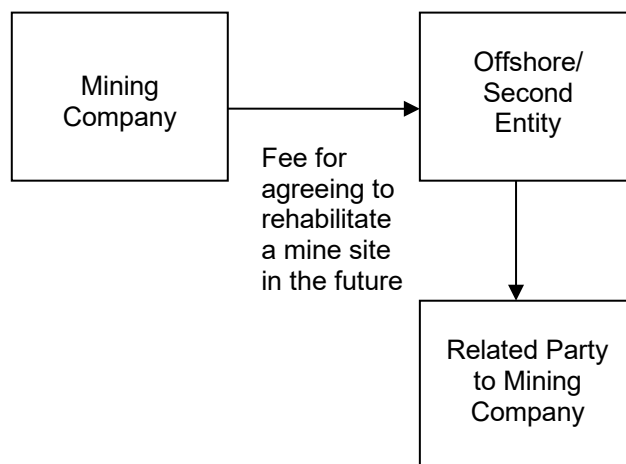 Mining
Company
Offshore/
Second
Entity
Fee for
agreeing to
rehabilitate
a mine site
in the future
Related Party
to Mining
Company